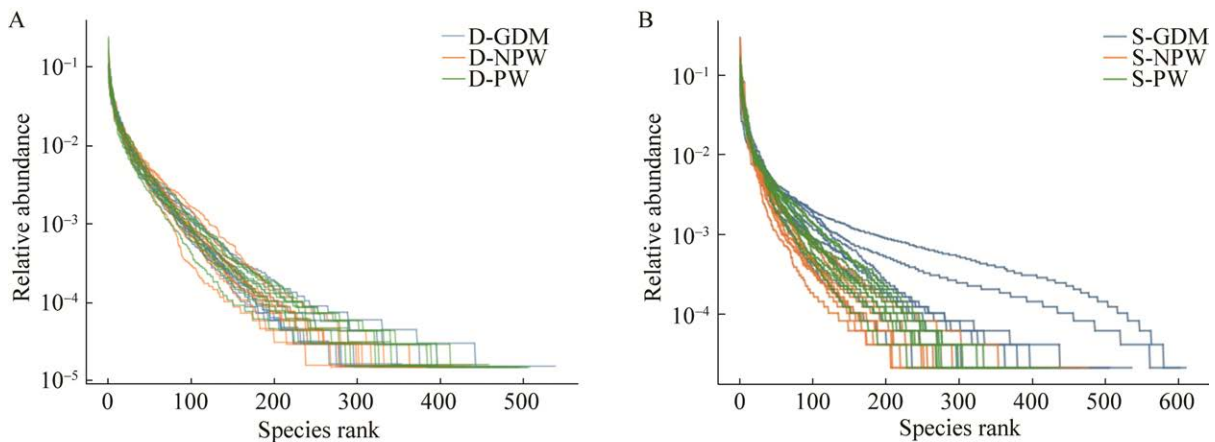 A
D-GDM
D-NPW
D-PW
10⁻¹
10⁻²
10⁻³
10⁻⁴
10⁻⁵
Relative abundance
0 100 200 300 400 500
Species rank
B
S-GDM
S-NPW
S-PW
10⁻¹
10⁻²
10⁻³
10⁻⁴
Relative abundance
0 100 200 300 400 500 600
Species rank